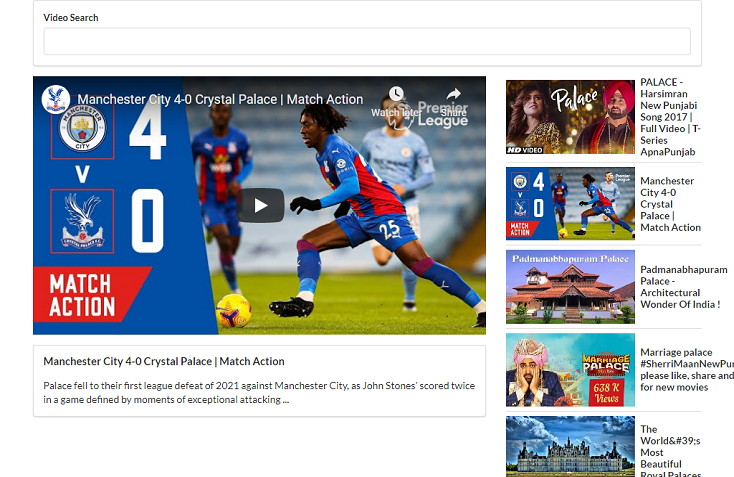 Video Search
Manchester City 4-0 Crystal Palace | Match Action
Watch later
Share
Premier
League
MANCHESTER
CITY
4
V
0
25
MATCH
ACTION
Manchester City 4-0 Crystal Palace | Match Action
Palace fell to their first league defeat of 2021 against Manchester City, as John Stones' scored twice
in a game defined by moments of exceptional attacking ...
Palace
HD VIDEO
PALACE -
Harsimran
New Punjabi
Song 2017 |
Full Video | T-
Series
ApnaPunjab
4
V
0
MATCH
ACTION
Premier
League
Manchester
City 4-0
Crystal
Palace |
Match Action
Padmanabhapuram Palace
Padmanabhapuram
Palace -
Architectural
Wonder Of India !
MARRIAGE
PALACE
638 K
Views
Marriage palace
#SherriMaanNewPu
please like, share and
for new movies
The
World&#39;s
Most
Beautiful
Royal Palaces